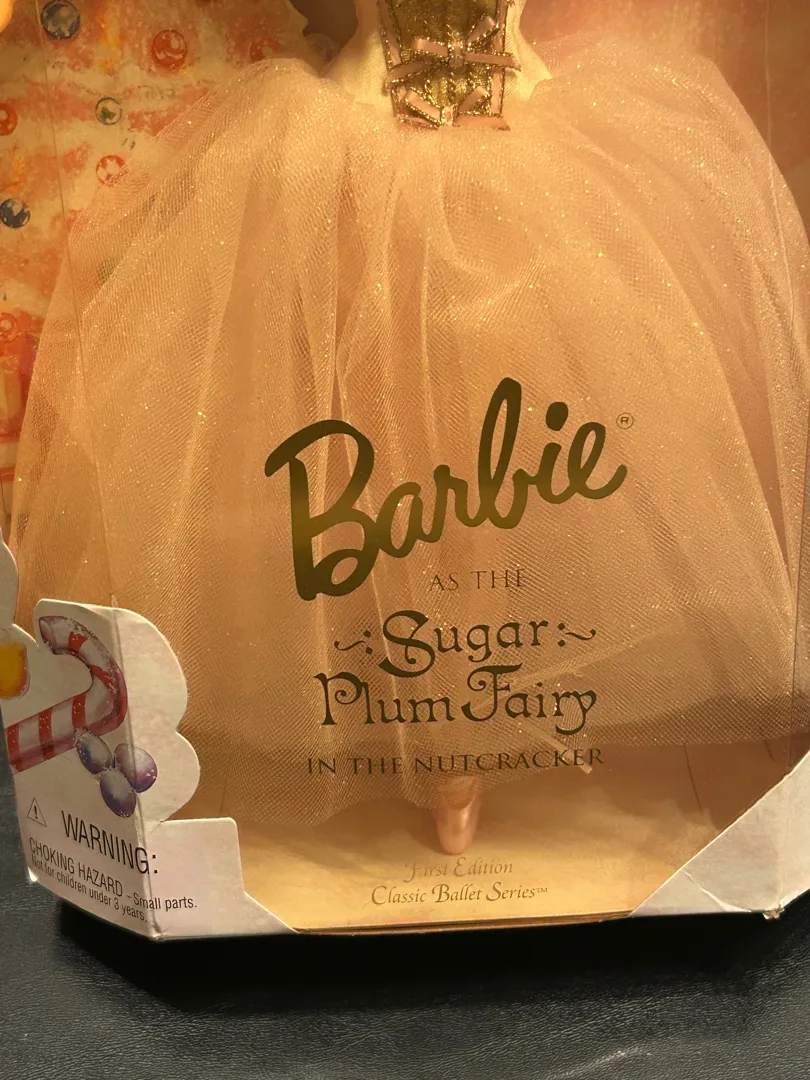 Barbie®
AS THE
Sugar
Plum Fairy
IN THE NUTCRACKER
First Edition
Classic Ballet Series™
WARNING:
CHOKING HAZARD – Small parts.
Not for children under 3 years.